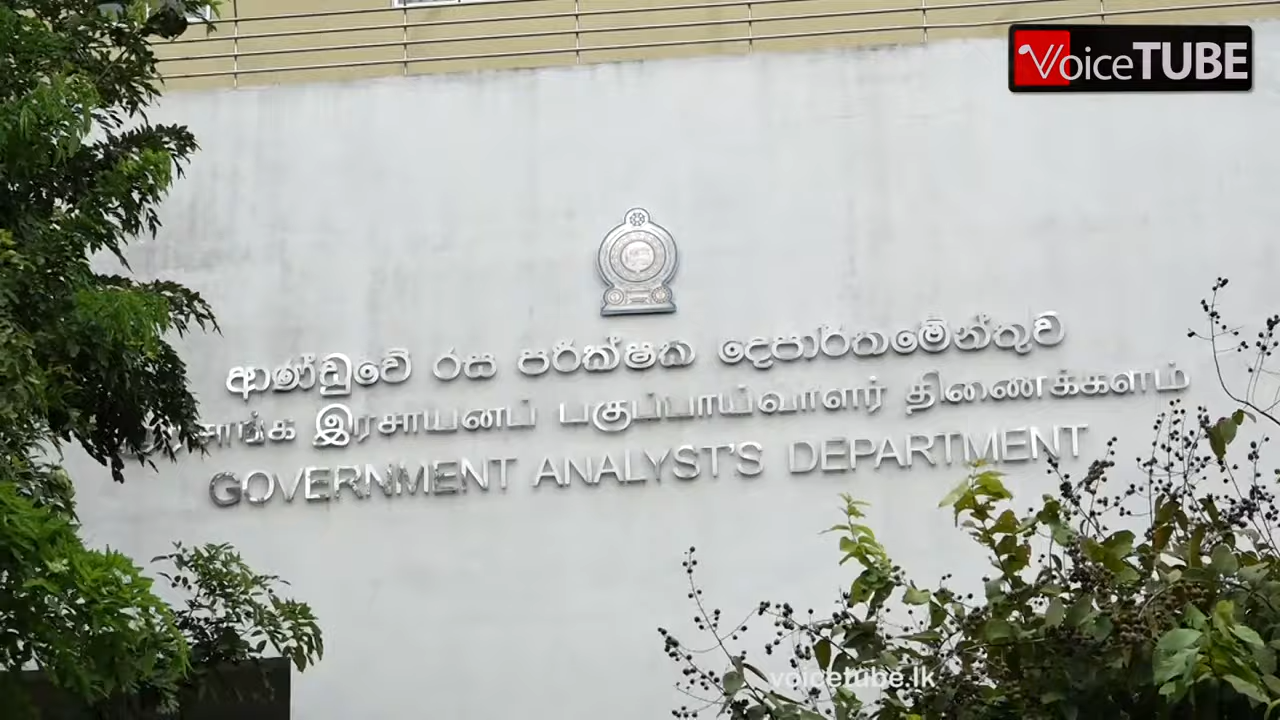 VoiceTUBE
ආණ්ඩුවේ රස පරීක්ෂක දෙපාර්තමේන්තුව
இரசாயனப் பகுப்பாய்வாளர் திணைக்களம்
GOVERNMENT ANALYST'S DEPARTMENT
voicetube.lk